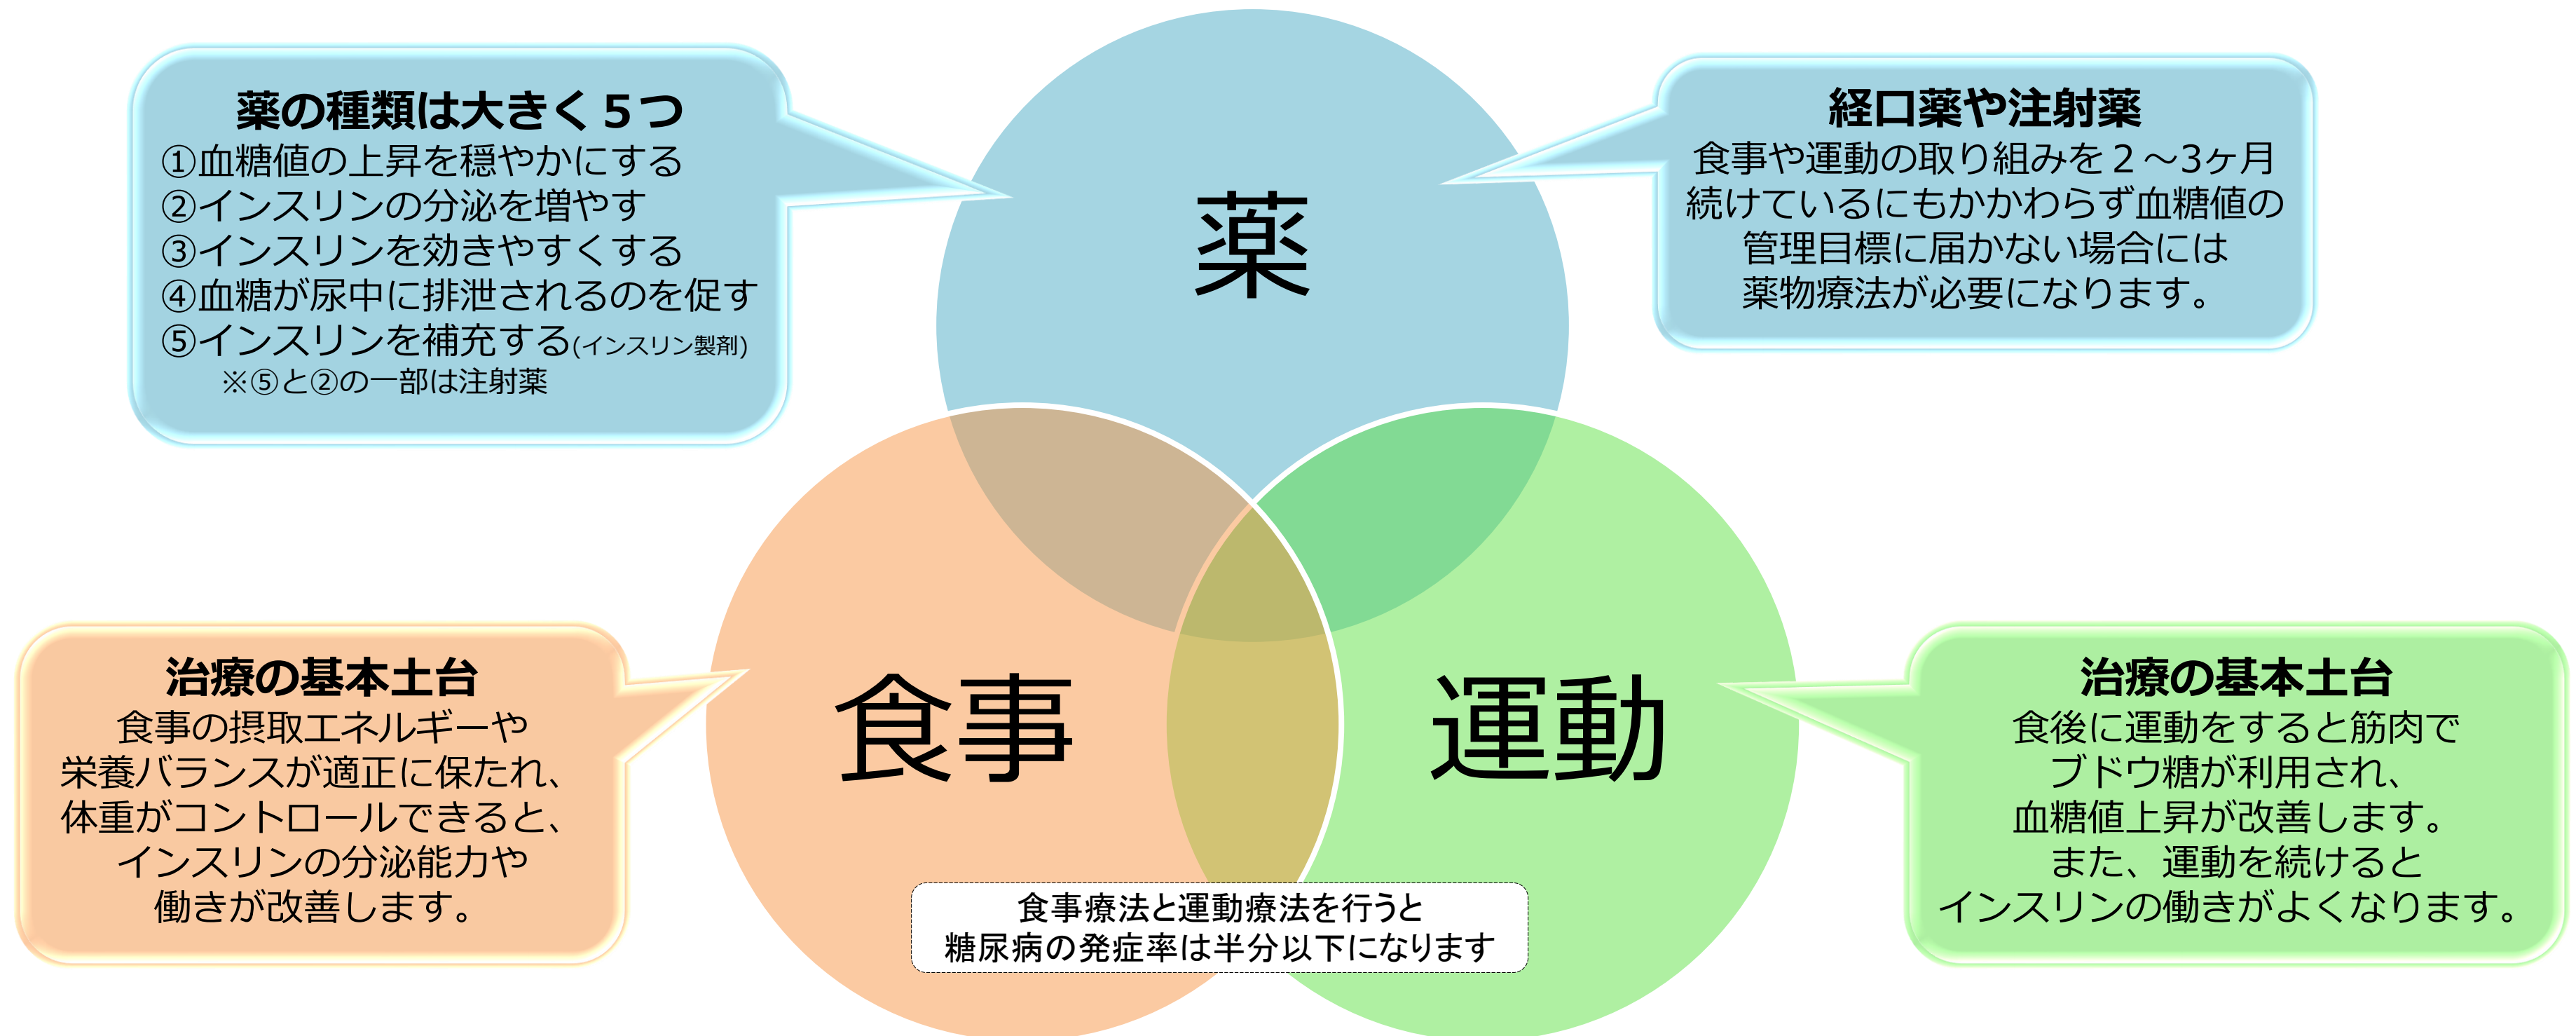 薬の種類は大きく５つ
①血糖値の上昇を穏やかにする
②インスリンの分泌を増やす
③インスリンを効きやすくする
④血糖が尿中に排泄されるのを促す
⑤インスリンを補充する(インスリン製剤)
※⑤と②の一部は注射薬
薬
経口薬や注射薬
食事や運動の取り組みを２～3ヶ月
続けているにもかかわらず血糖値の
管理目標に届かない場合には
薬物療法が必要になります。
治療の基本土台
食事の摂取エネルギーや
栄養バランスが適正に保たれ、
体重がコントロールできると、
インスリンの分泌能力や
働きが改善します。
食事
運動
治療の基本土台
食後に運動をすると筋肉で
ブドウ糖が利用され、
血糖値上昇が改善します。
また、運動を続けると
インスリンの働きがよくなります。
食事療法と運動療法を行うと
糖尿病の発症率は半分以下になります